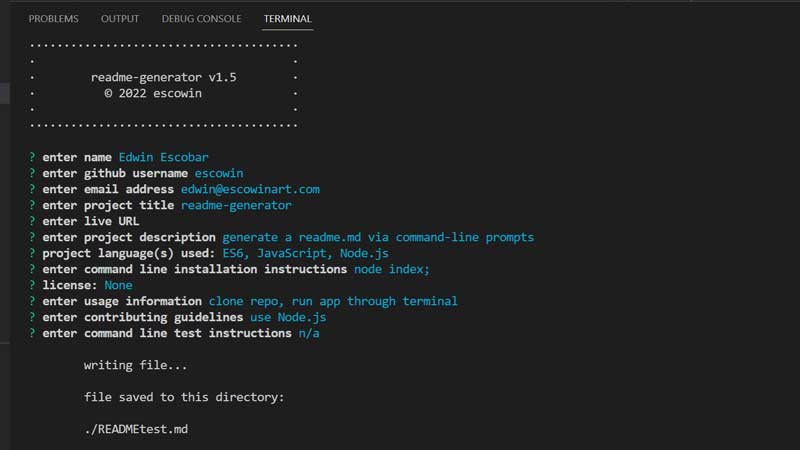 PROBLEMS OUTPUT DEBUG CONSOLE TERMINAL
.......................................
. .
. readme-generator v1.5 .
. © 2022 escowin .
. .
.......................................
? enter name Edwin Escobar
? enter github username escowin
? enter email address edwin@escowinart.com
? enter project title readme-generator
? enter live URL
? enter project description generate a readme.md via command-line prompts
? project language(s) used: ES6, JavaScript, Node.js
? enter command line installation instructions node index;
? license: None
? enter usage information clone repo, run app through terminal
? enter contributing guidelines use Node.js
? enter command line test instructions n/a
writing file...
file saved to this directory:
./READMEtest.md